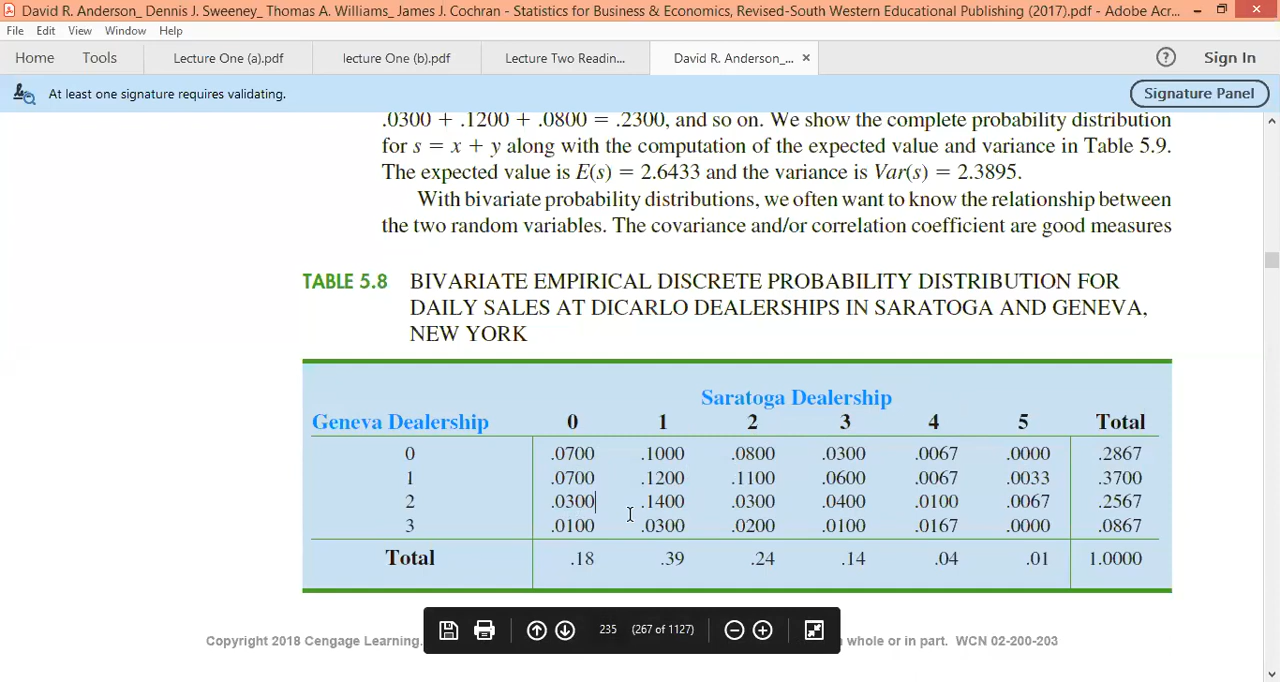 David R. Anderson_ Dennis J. Sweeney_ Thomas A. Williams_ James J. Cochran - Statistics for Business & Economics, Revised-South Western Educational Publishing (2017).pdf - Adobe Acr...
File Edit View Window Help
Home Tools Lecture One (a).pdf lecture One (b).pdf Lecture Two Readin... David R. Anderson_... × ? Sign In
At least one signature requires validating. Signature Panel
.0300 + .1200 + .0800 = .2300, and so on. We show the complete probability distribution
for s = x + y along with the computation of the expected value and variance in Table 5.9.
The expected value is E(s) = 2.6433 and the variance is Var(s) = 2.3895.
With bivariate probability distributions, we often want to know the relationship between
the two random variables. The covariance and/or correlation coefficient are good measures
TABLE 5.8 BIVARIATE EMPIRICAL DISCRETE PROBABILITY DISTRIBUTION FOR
DAILY SALES AT DICARLO DEALERSHIPS IN SARATOGA AND GENEVA,
NEW YORK
Saratoga Dealership
Geneva Dealership 0 1 2 3 4 5 Total
0 .0700 .1000 .0800 .0300 .0067 .0000 .2867
1 .0700 .1200 .1100 .0600 .0067 .0033 .3700
2 .0300 .1400 .0300 .0400 .0100 .0067 .2567
3 .0100 .0300 .0200 .0100 .0167 .0000 .0867
Total .18 .39 .24 .14 .04 .01 1.0000
235 (267 of 1127)
Copyright 2018 Cengage Learning. whole or in part. WCN 02-200-203